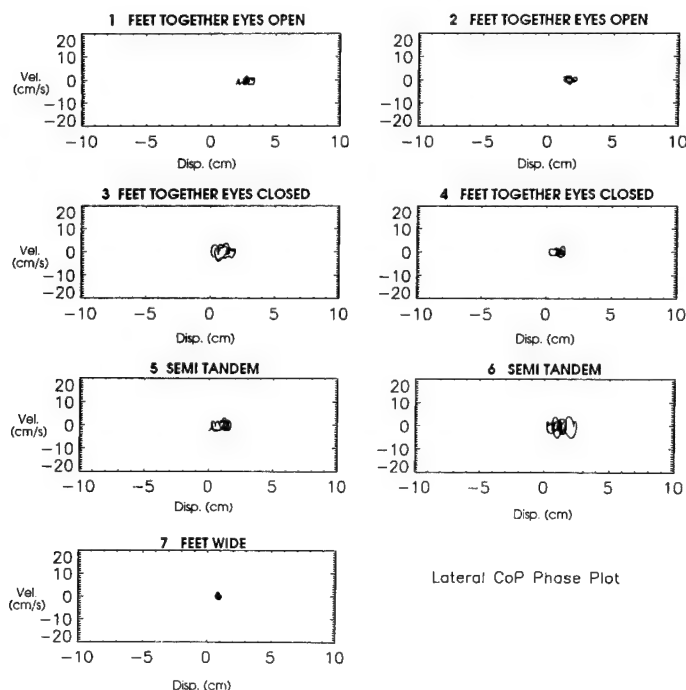 1 FEET TOGETHER EYES OPEN
20
10
Vel. 0
(cm/s)
-10
-20
-10 -5 0 5 10
Disp. (cm)
2 FEET TOGETHER EYES OPEN
20
10
0
-10
-20
-10 -5 0 5 10
Disp. (cm)
3 FEET TOGETHER EYES CLOSED
20
10
Vel. 0
(cm/s)
-10
-20
-10 -5 0 5 10
Disp. (cm)
4 FEET TOGETHER EYES CLOSED
20
10
0
-10
-20
-10 -5 0 5 10
Disp. (cm)
5 SEMI TANDEM
20
10
Vel. 0
(cm/s)
-10
-20
-10 -5 0 5 10
Disp. (cm)
6 SEMI TANDEM
20
10
0
-10
-20
-10 -5 0 5 10
Disp. (cm)
7 FEET WIDE
20
10
Vel. 0
(cm/s)
-10
-20
-10 -5 0 5 10
Disp. (cm)
Lateral CoP Phase Plot